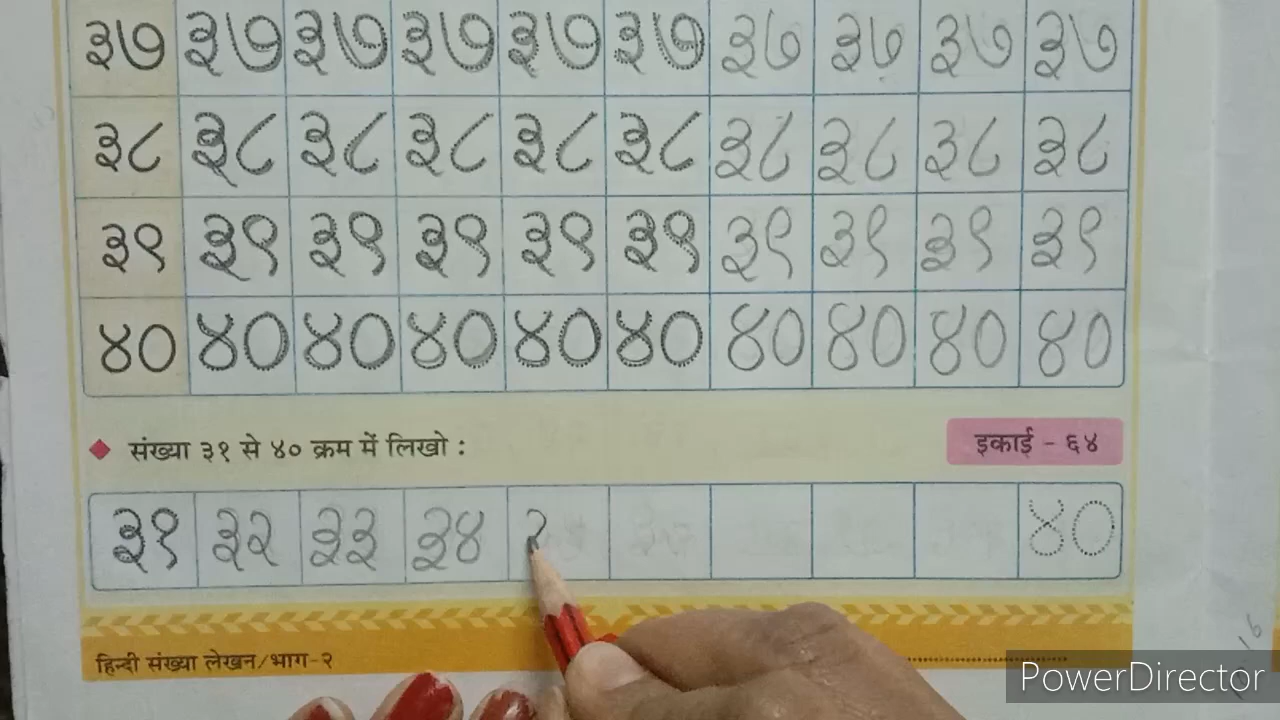 ३७ ३७ ३७ ३७ ३७ ३७ ३७ ३७ ३७ ३७
३८ ३८ ३८ ३८ ३८ ३८ ३८ ३८ ३८ ३८
३९ ३९ ३९ ३९ ३९ ३९ ३९ ३९ ३९ ३९
४० ४० ४० ४० ४० ४० ४० ४० ४० ४०
संख्या ३१ से ४० क्रम में लिखो :
इकाई - ६४
३१ ३२ ३३ ३४ ४०
हिन्दी संख्या लेखन/भाग-२
PowerDirector